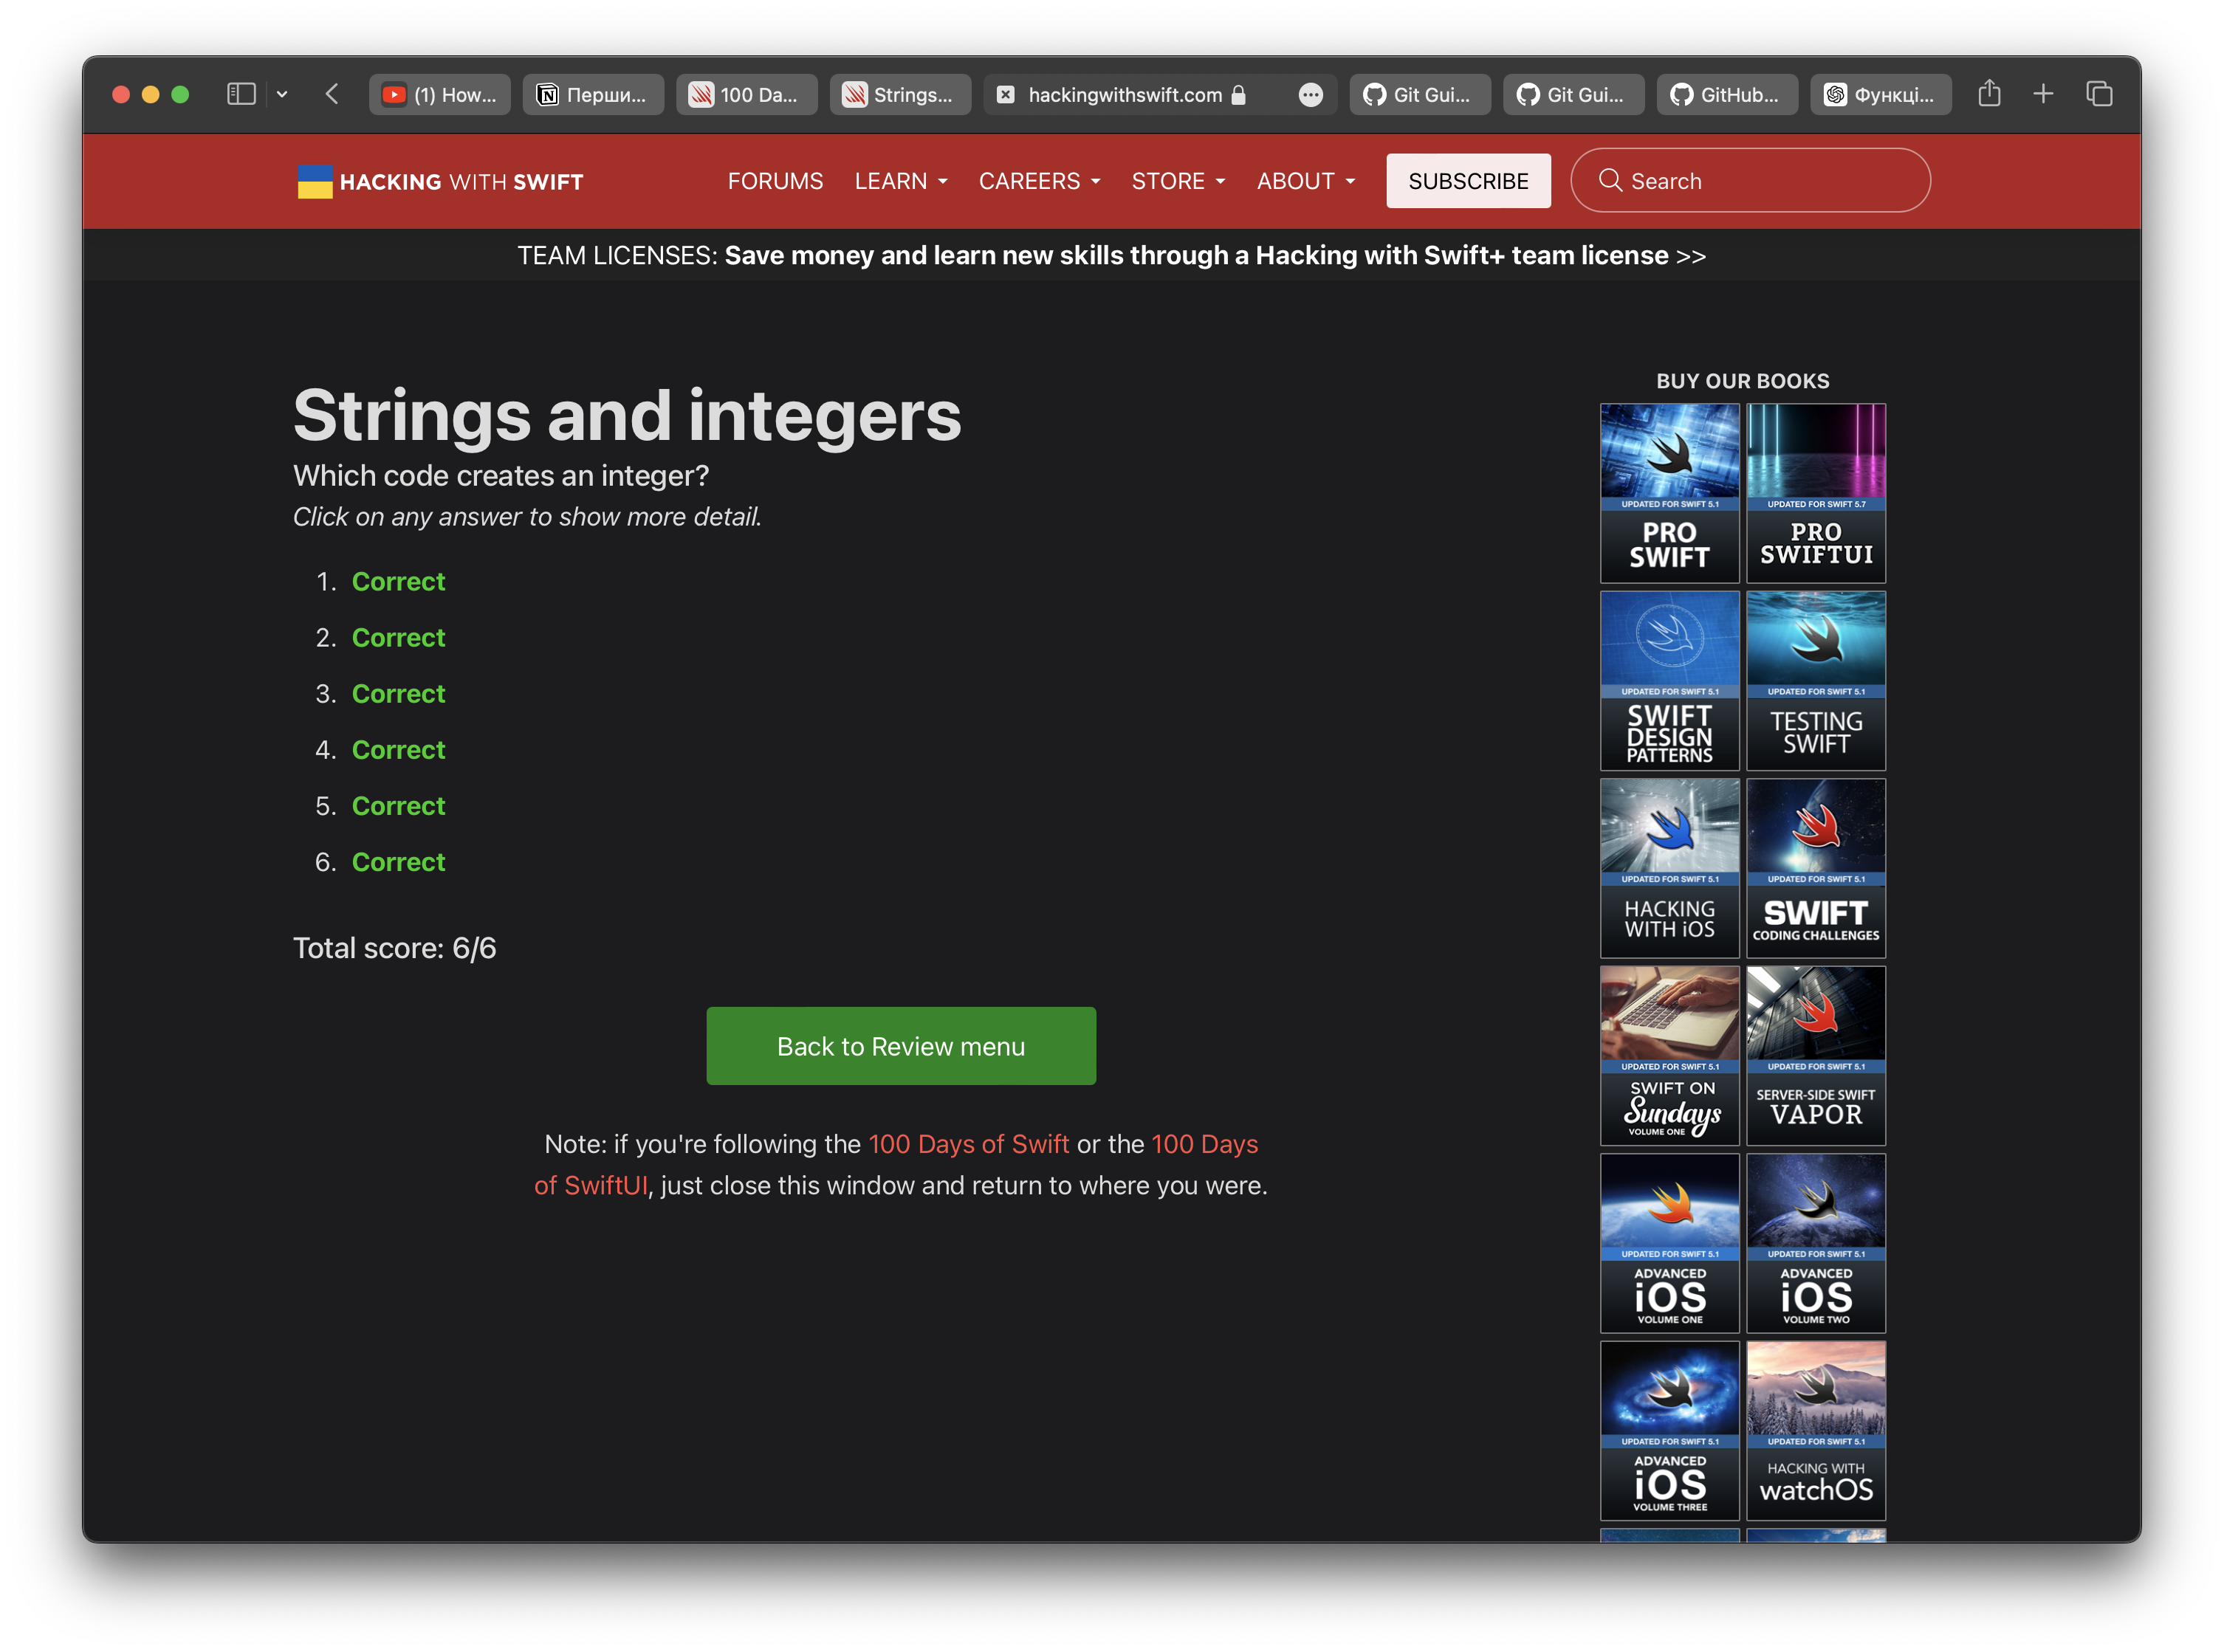 (1) How...
Перши...
100 Da...
Strings...
hackingwithswift.com
Git Gui...
Git Gui...
GitHub...
Функці...
HACKING WITH SWIFT
FORUMS
LEARN
CAREERS
STORE
ABOUT
SUBSCRIBE
Search
TEAM LICENSES: Save money and learn new skills through a Hacking with Swift+ team license >>
Strings and integers
Which code creates an integer?
Click on any answer to show more detail.
1. Correct
2. Correct
3. Correct
4. Correct
5. Correct
6. Correct
Total score: 6/6
Back to Review menu
Note: if you're following the 100 Days of Swift or the 100 Days
of SwiftUI, just close this window and return to where you were.
BUY OUR BOOKS
UPDATED FOR SWIFT 5.1
PRO
SWIFT
UPDATED FOR SWIFT 5.7
PRO
SWIFTUI
UPDATED FOR SWIFT 5.1
SWIFT
DESIGN
PATTERNS
UPDATED FOR SWIFT 5.1
TESTING
SWIFT
UPDATED FOR SWIFT 5.1
HACKING
WITH iOS
UPDATED FOR SWIFT 5.1
SWIFT
CODING CHALLENGES
UPDATED FOR SWIFT 5.1
SWIFT ON
Sundays
VOLUME ONE
UPDATED FOR SWIFT 5.1
SERVER-SIDE SWIFT
VAPOR
UPDATED FOR SWIFT 5.1
ADVANCED
iOS
VOLUME ONE
UPDATED FOR SWIFT 5.1
ADVANCED
iOS
VOLUME TWO
UPDATED FOR SWIFT 5.1
ADVANCED
iOS
VOLUME THREE
UPDATED FOR SWIFT 5.1
HACKING WITH
watchOS